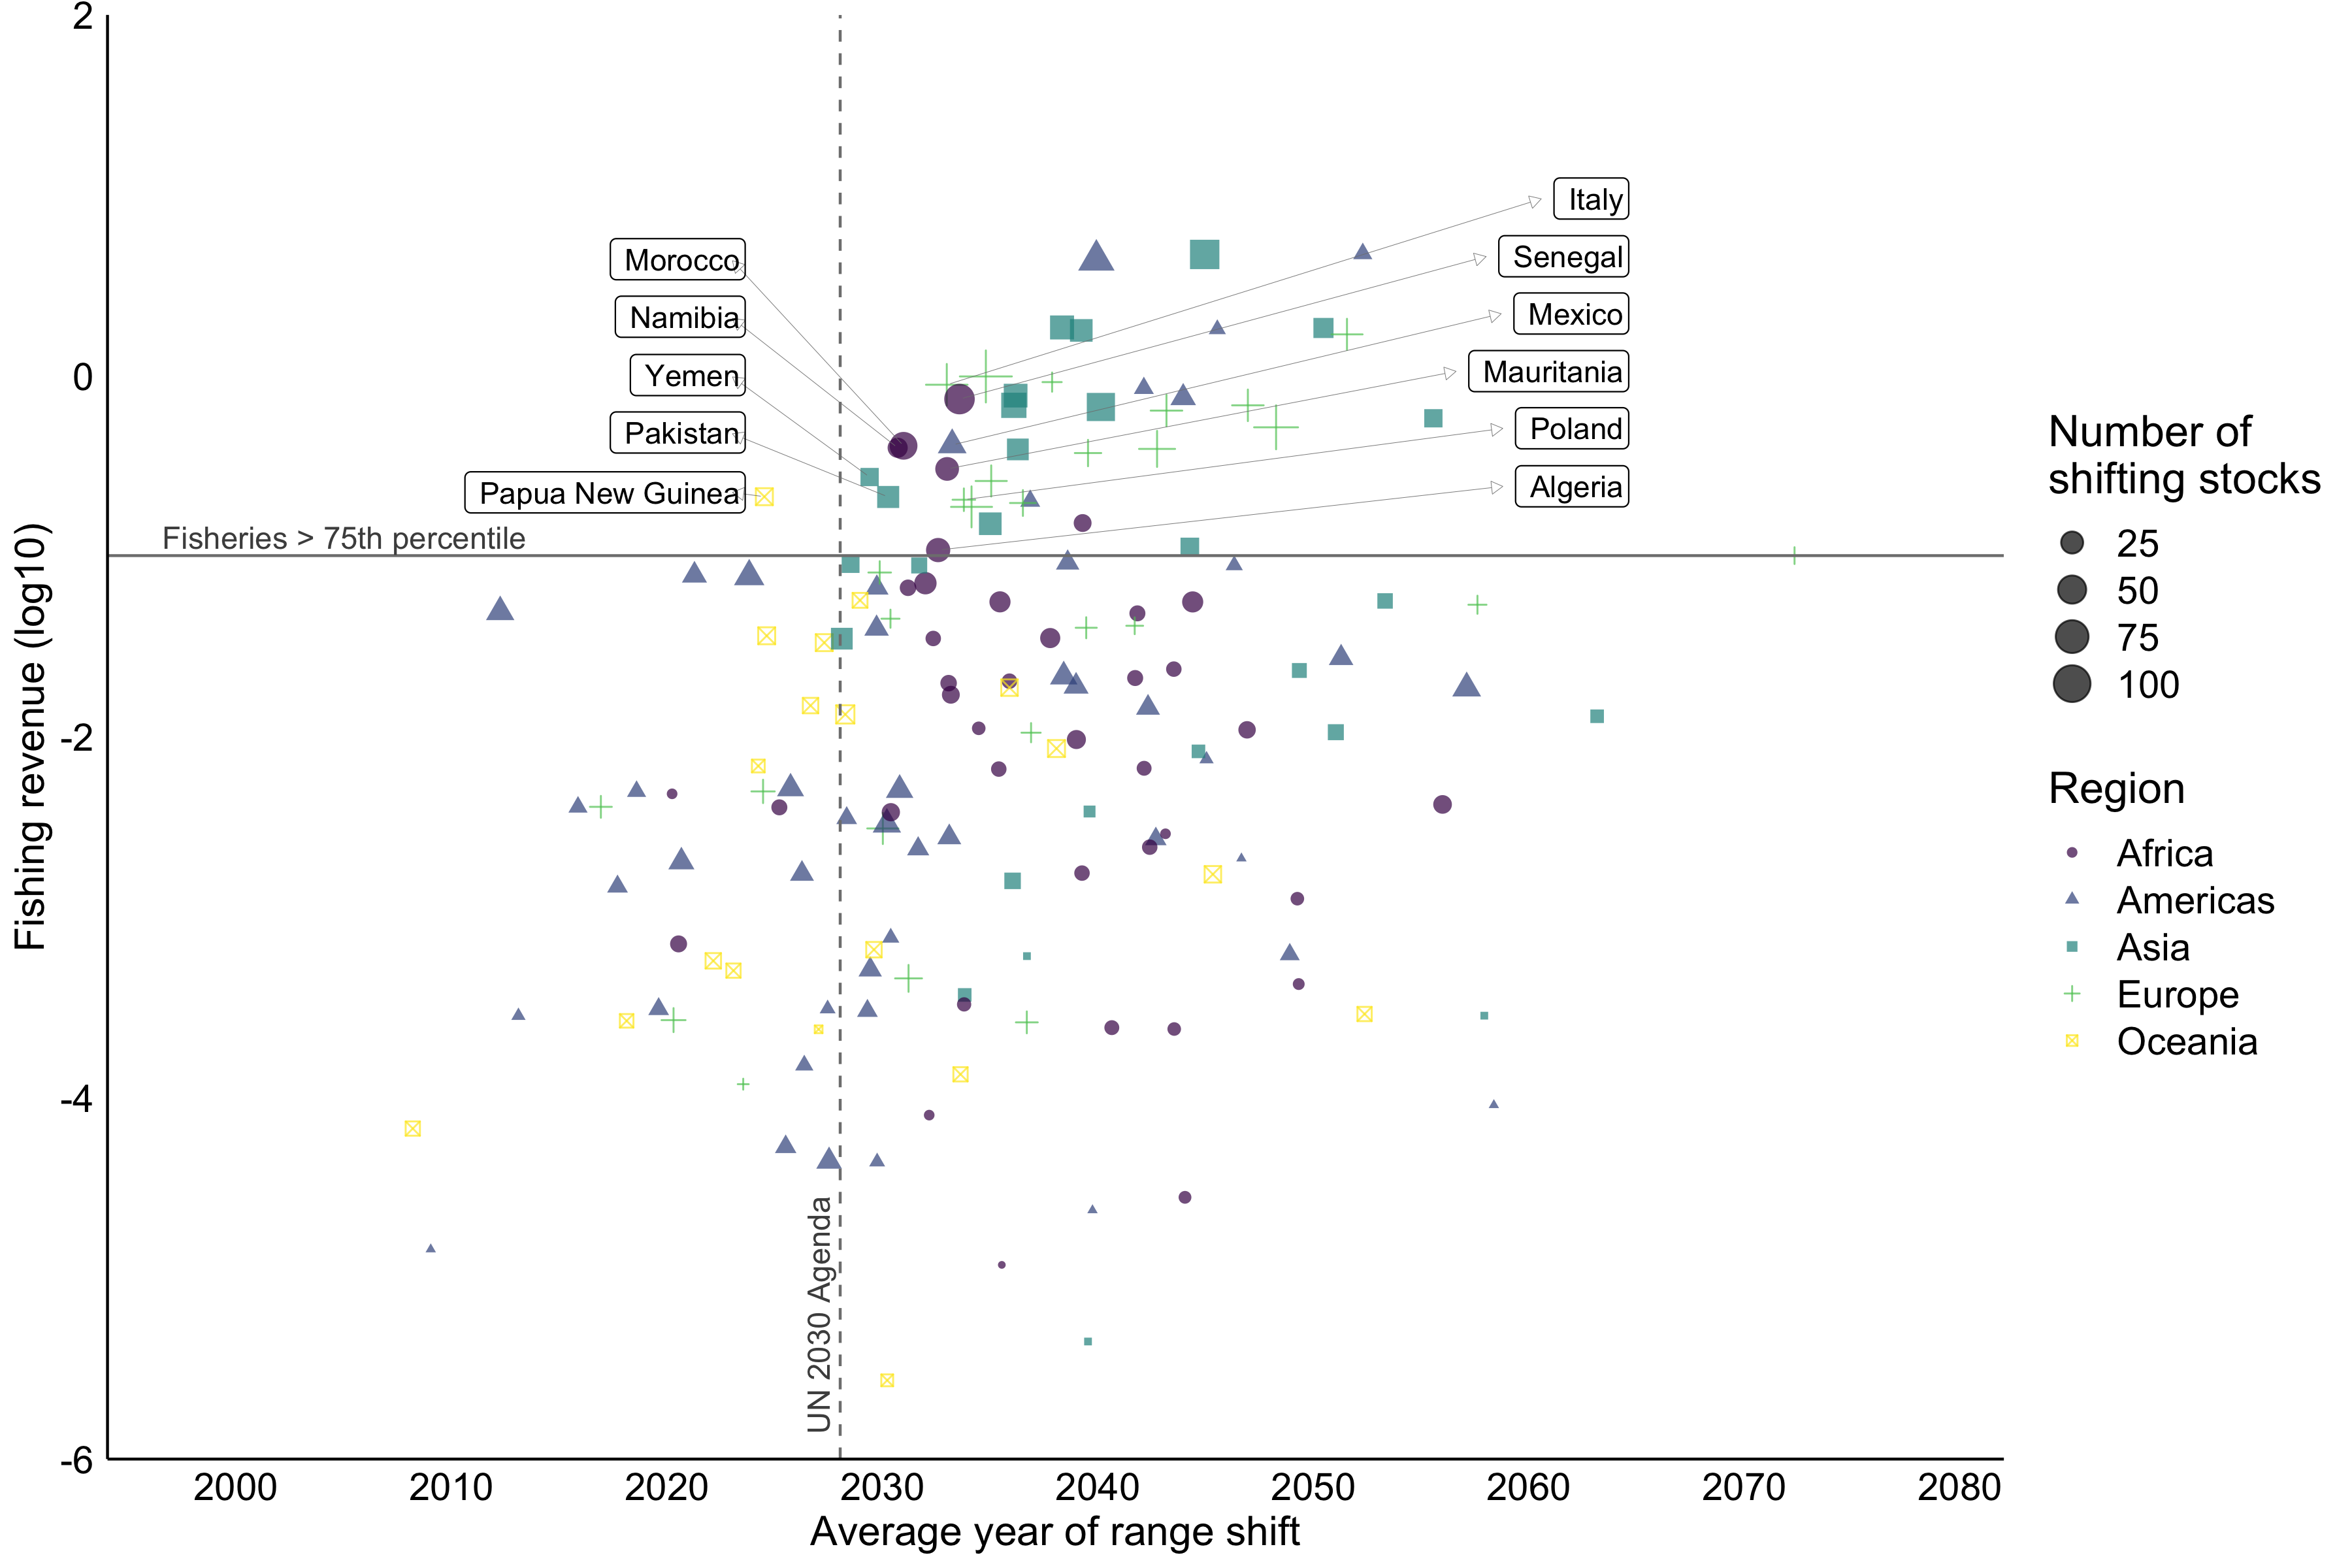 2
0
-2
-4
-6
Fishing revenue (log10)
Morocco
Namibia
Yemen
Pakistan
Papua New Guinea
Italy
Senegal
Mexico
Mauritania
Poland
Algeria
Fisheries > 75th percentile
UN 2030 Agenda
2000 2010 2020 2030 2040 2050 2060 2070 2080
Average year of range shift
Number of
shifting stocks
25
50
75
100
Region
Africa
Americas
Asia
Europe
Oceania